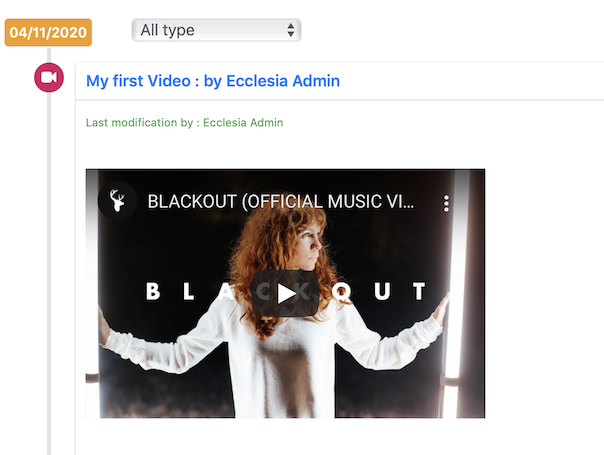 04/11/2020
All type
My first Video : by Ecclesia Admin
Last modification by : Ecclesia Admin
BLACKOUT (OFFICIAL MUSIC VI...
BLACKOUT